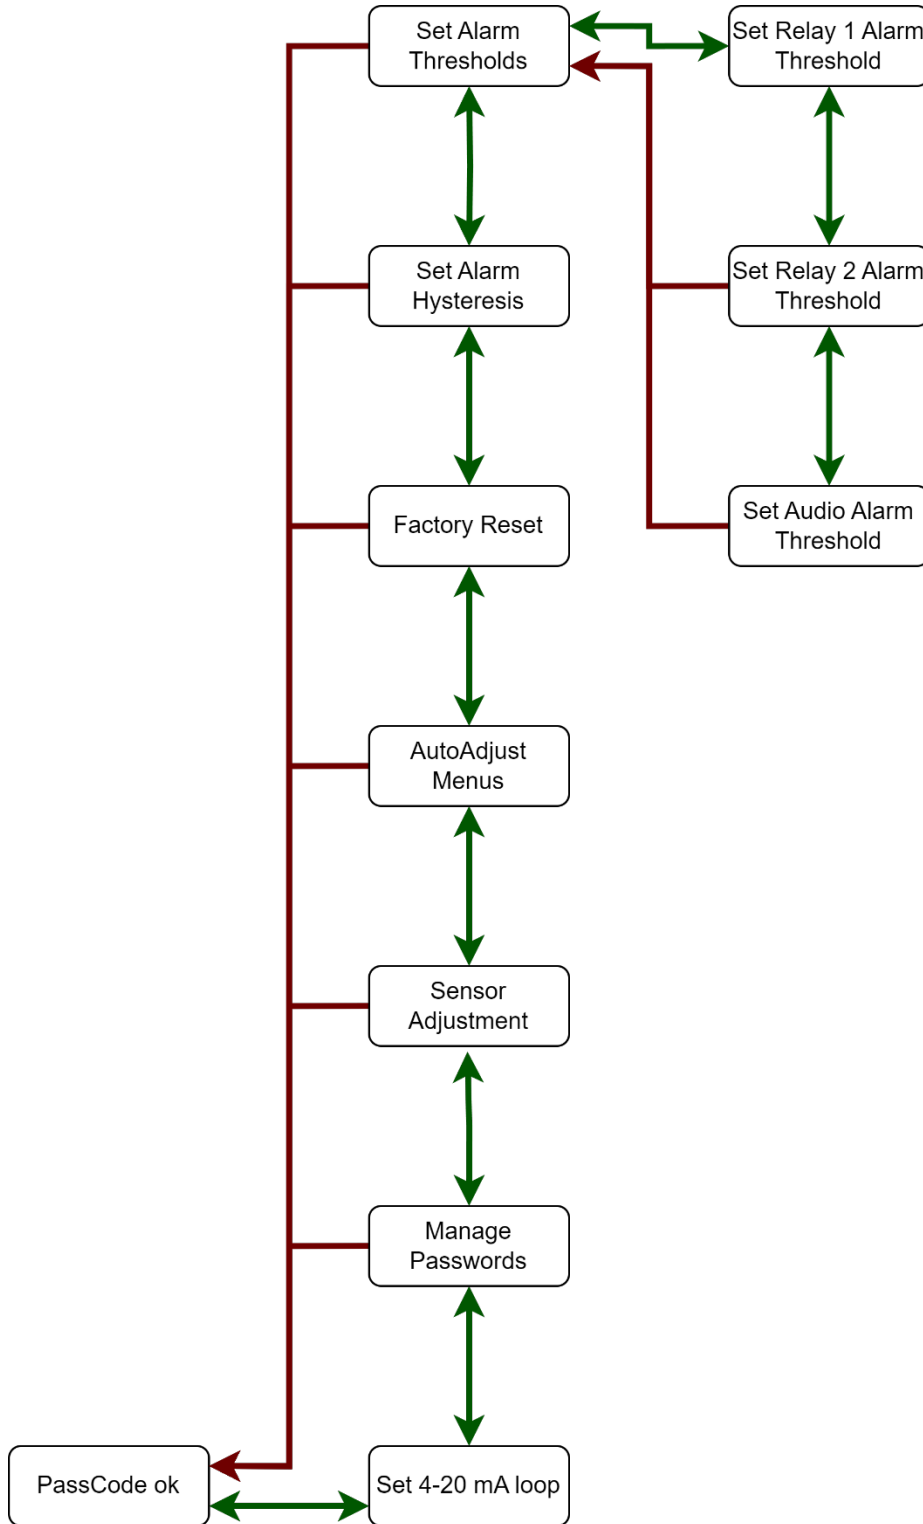 Set Alarm
Thresholds
Set Relay 1 Alarm
Threshold
Set Alarm
Hysteresis
Set Relay 2 Alarm
Threshold
Factory Reset
Set Audio Alarm
Threshold
AutoAdjust
Menus
Sensor
Adjustment
Manage
Passwords
PassCode ok
Set 4-20 mA loop